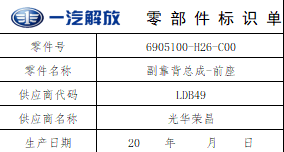 一汽解放 零部件标识单
零件号 6905100-H26-C00
零件名称 副靠背总成-前座
供应商代码 LDB49
供应商名称 光华荣昌
生产日期 20 年 月 日